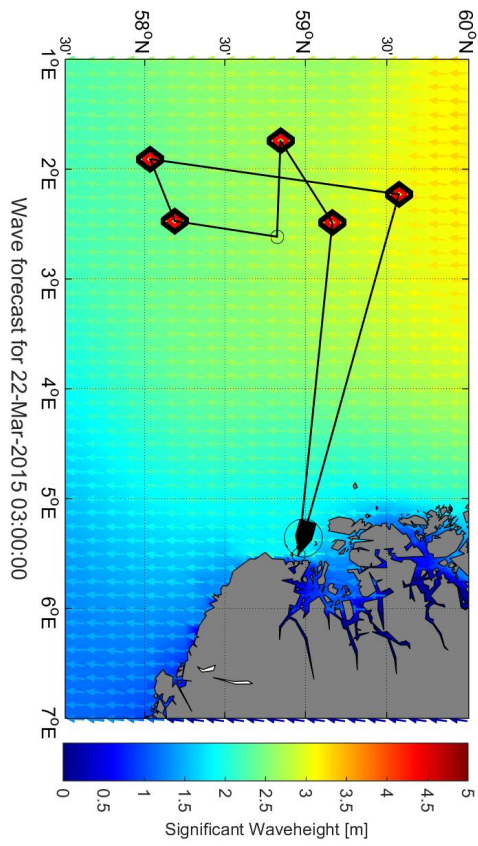 30'
58°N
30'
59°N
30'
60°N
1°E
2°E
3°E
4°E
5°E
6°E
7°E
Wave forecast for 22-Mar-2015 03:00:00
0
0.5
1
1.5
2
2.5
3
3.5
4
4.5
5
Significant Waveheight [m]